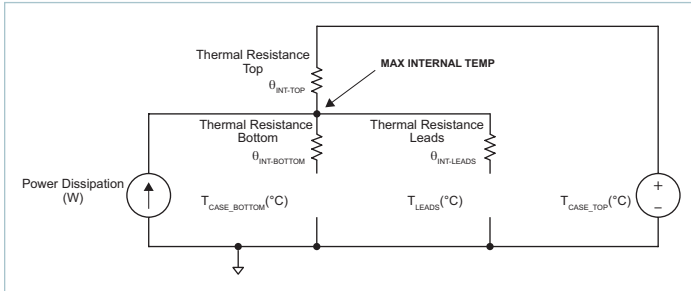 Thermal Resistance
Top
θINT-TOP
MAX INTERNAL TEMP
Thermal Resistance
Bottom
θINT-BOTTOM
Thermal Resistance
Leads
θINT-LEADS
Power Dissipation
(W)
TCASE_BOTTOM(°C)
TLEADS(°C)
TCASE_TOP(°C)
+
–